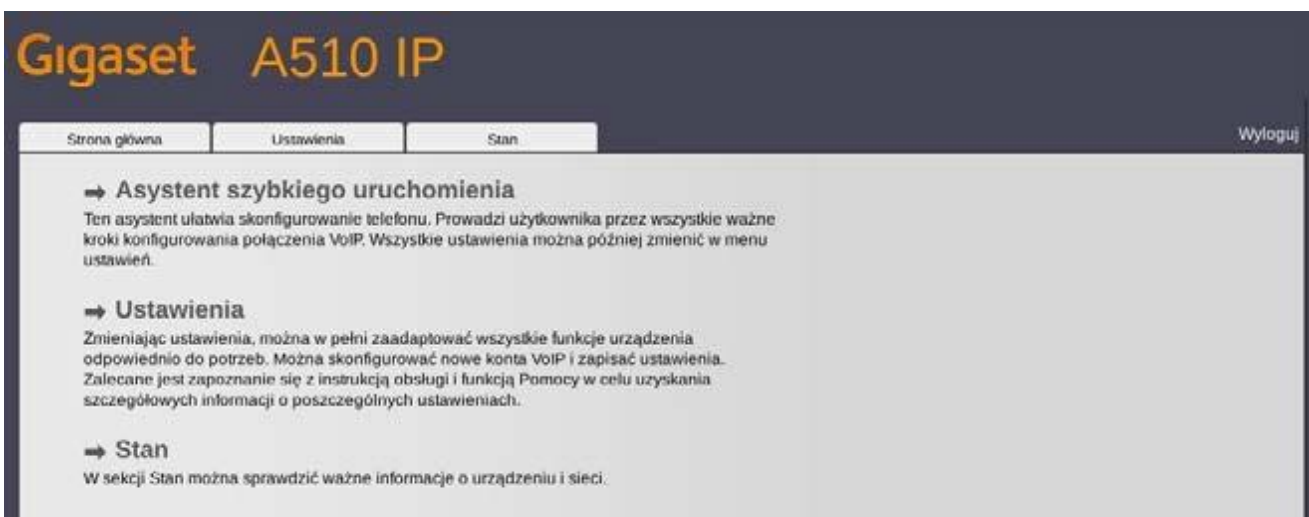 Gigaset A510 IP
Strona główna Ustawienia Stan Wyloguj
Asystent szybkiego uruchomienia
Ten asystent ułatwia skonfigurowanie telefonu. Prowadzi użytkownika przez wszystkie ważne
kroki konfigurowania połączenia VoIP. Wszystkie ustawienia można później zmienić w menu
ustawień.
Ustawienia
Zmieniając ustawienia, można w pełni zaadaptować wszystkie funkcje urządzenia
odpowiednio do potrzeb. Można skonfigurować nowe konta VoIP i zapisać ustawienia.
Zalecane jest zapoznanie się z instrukcją obsługi i funkcją Pomocy w celu uzyskania
szczegółowych informacji o poszczególnych ustawieniach.
Stan
W sekcji Stan można sprawdzić ważne informacje o urządzeniu i sieci.